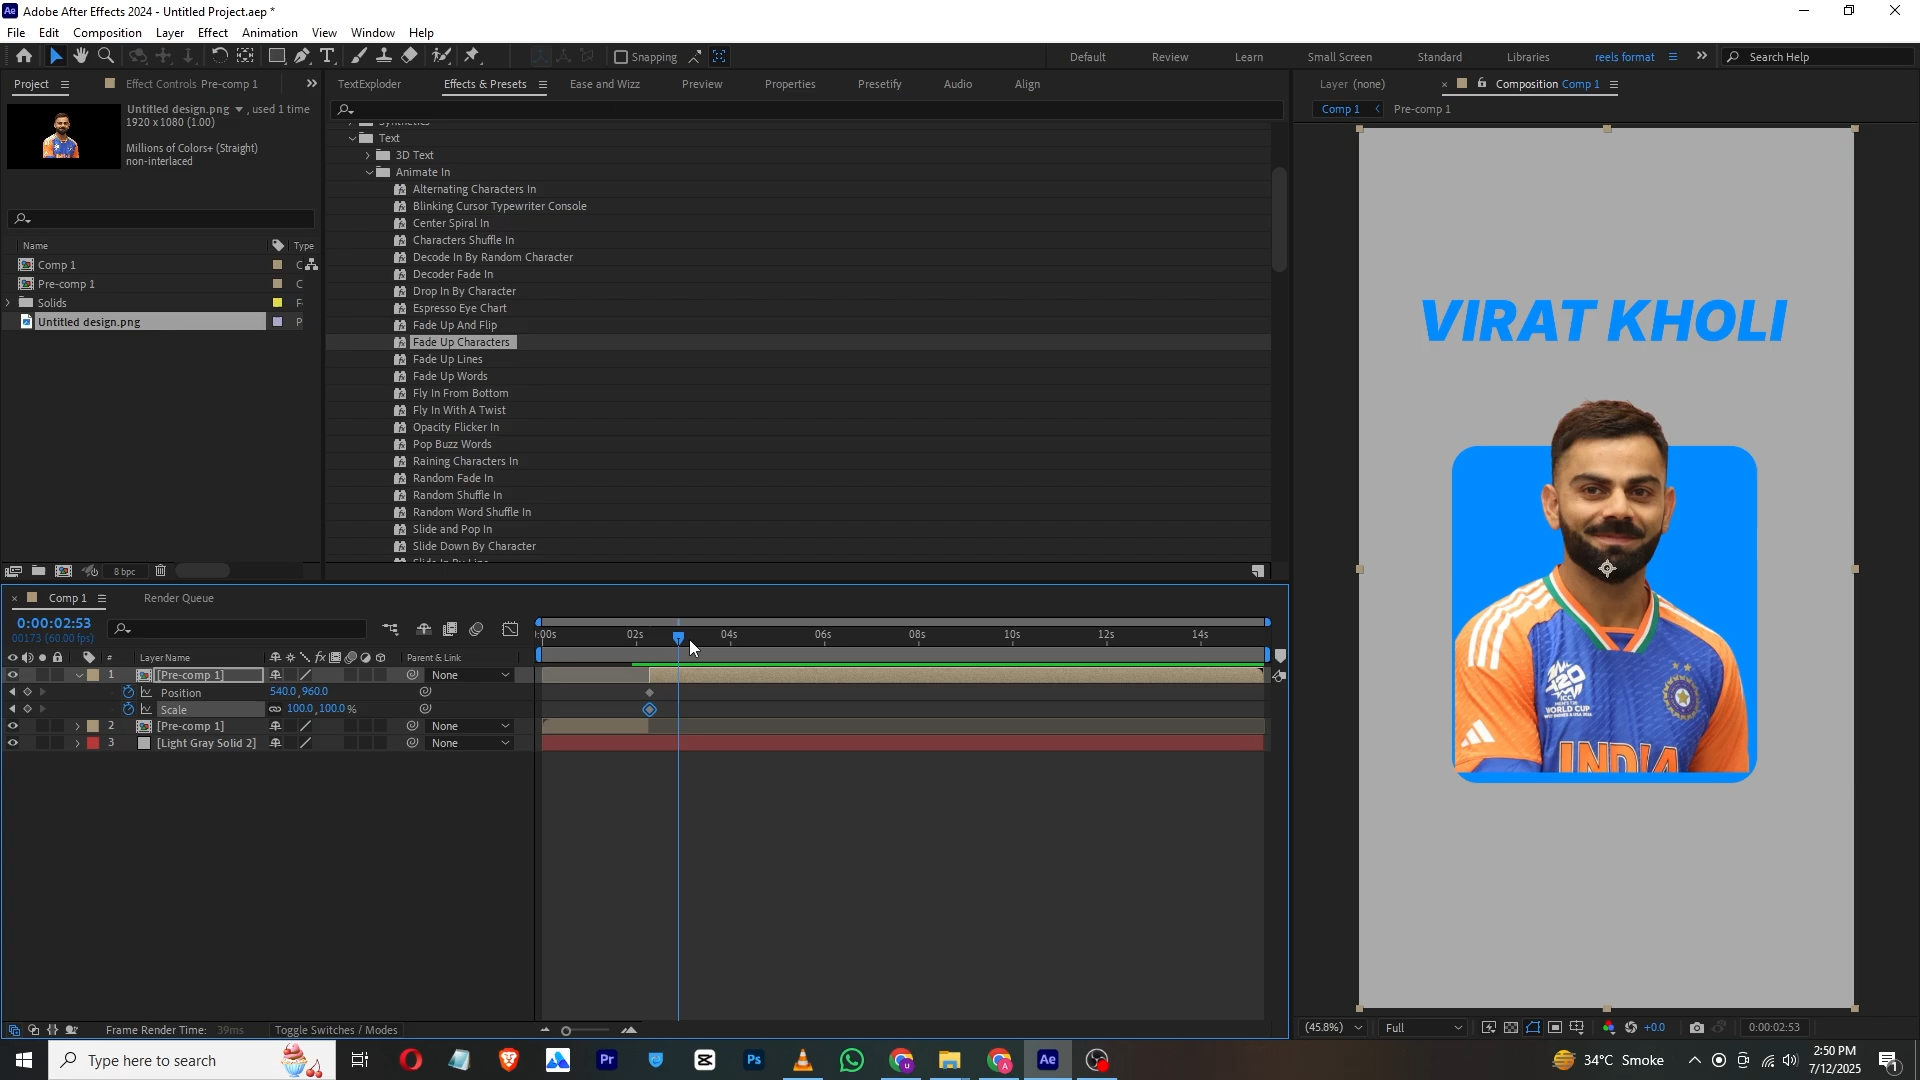 Adobe After Effects 2024 - Untitled Project.aep *
File Edit Composition Layer Effect Animation View Window Help
Snapping
Default Review Learn Small Screen Standard Libraries reels format Search Help
Project Effect Controls Pre-comp 1
TextExploder Effects & Presets Ease and Wizz Preview Properties Presetify Audio Align
Layer (none) Composition Comp 1
Comp 1 Pre-comp 1
Untitled design.png , used 1 time
1920 x 1080 (1.00)
Millions of Colors+ (Straight)
non-interlaced
Name Type
Comp 1 C
Pre-comp 1 C
Solids F
Untitled design.png P
8 bpc
Synthetics
Text
3D Text
Animate In
Alternating Characters In
Blinking Cursor Typewriter Console
Center Spiral In
Characters Shuffle In
Decode In By Random Character
Decoder Fade In
Drop In By Character
Espresso Eye Chart
Fade Up And Flip
Fade Up Characters
Fade Up Lines
Fade Up Words
Fly In From Bottom
Fly In With A Twist
Opacity Flicker In
Pop Buzz Words
Raining Characters In
Random Fade In
Random Shuffle In
Random Word Shuffle In
Slide and Pop In
Slide Down By Character
VIRAT KHOLI
T20
ICC
MEN'S T20
WORLD CUP
INDIA
Comp 1 Render Queue
0:00:02:53
00173 (60.00 fps)
:00s 02s 04s 06s 08s 10s 12s 14s
# Layer Name Parent & Link
1 [Pre-comp 1] None
Position 540.0, 960.0
Scale 100.0, 100.0 %
2 [Pre-comp 1] None
3 [Light Gray Solid 2] None
Frame Render Time: 39ms Toggle Switches / Modes
(45.8%) Full +0.0 0:00:02:53
Type here to search
34°C Smoke
2:50 PM
7/12/2025